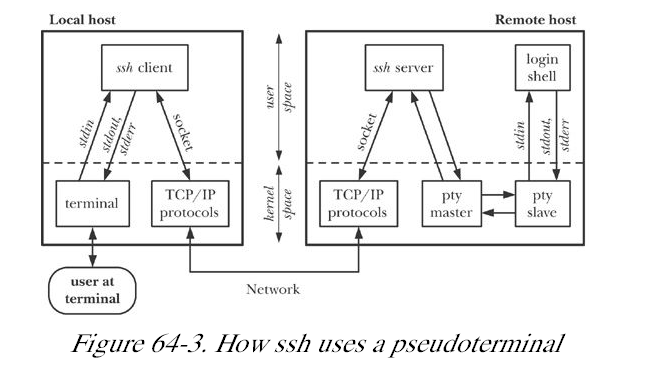 Local host
Remote host
ssh client
stdin
stdout,
stderr
socket
terminal
TCP/IP
protocols
user at
terminal
user
space
kernel
space
Network
ssh server
socket
TCP/IP
protocols
pty
master
login
shell
stdin
stdout,
stderr
pty
slave
Figure 64-3. How ssh uses a pseudoterminal